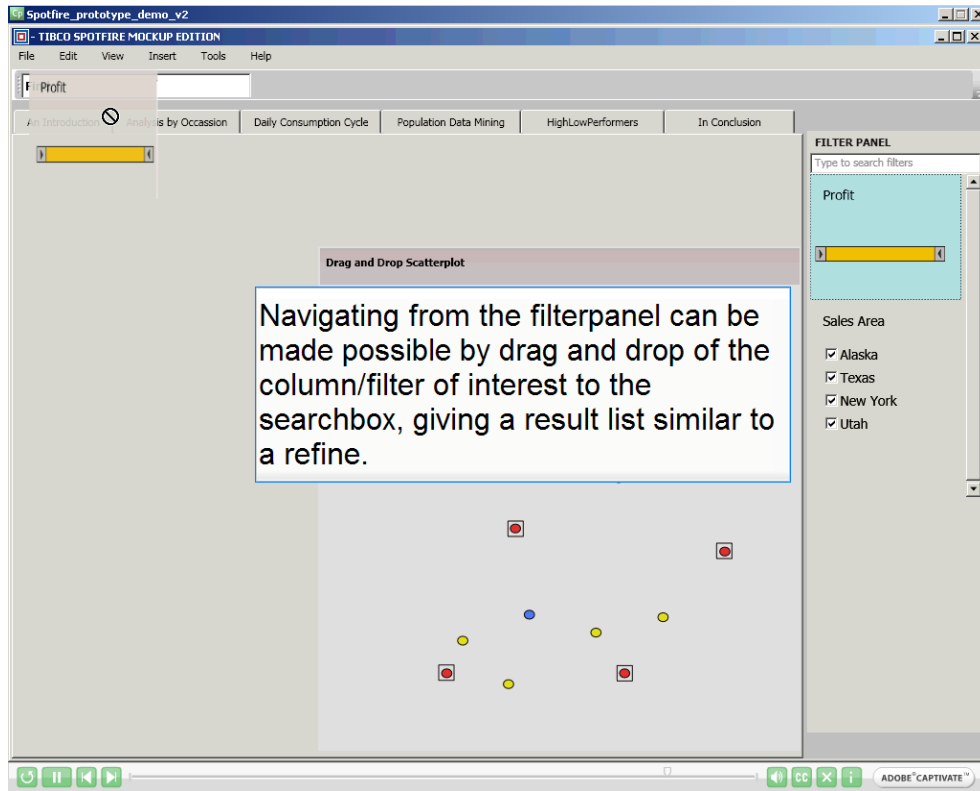 Spotfire_prototype_demo_v2
- TIBCO SPOTFIRE MOCKUP EDITION
File Edit View Insert Tools Help
Profit
An Introduction Analysis by Occassion Daily Consumption Cycle Population Data Mining HighLowPerformers In Conclusion
FILTER PANEL
Type to search filters
Profit
Drag and Drop Scatterplot
Navigating from the filterpanel can be
made possible by drag and drop of the
column/filter of interest to the
searchbox, giving a result list similar to
a refine.
Sales Area
Alaska
Texas
New York
Utah
CC
ADOBE® CAPTIVATE™